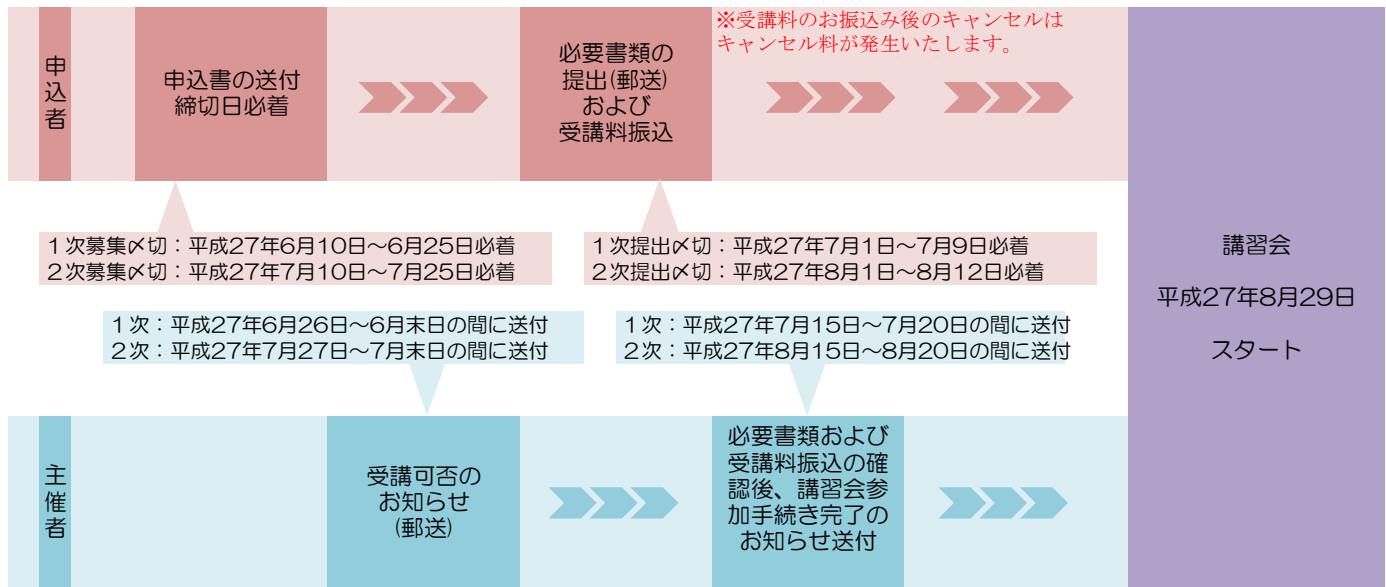 申込者
申込書の送付
締切日必着
必要書類の
提出(郵送)
および
受講料振込
※受講料のお振込み後のキャンセルは
キャンセル料が発生いたします。
1次募集〆切：平成27年6月10日～6月25日必着
2次募集〆切：平成27年7月10日～7月25日必着
1次提出〆切：平成27年7月1日～7月9日必着
2次提出〆切：平成27年8月1日～8月12日必着
1次：平成27年6月26日～6月末日の間に送付
2次：平成27年7月27日～7月末日の間に送付
1次：平成27年7月15日～7月20日の間に送付
2次：平成27年8月15日～8月20日の間に送付
主催者
受講可否の
お知らせ
(郵送)
必要書類および
受講料振込の確
認後、講習会参
加手続き完了の
お知らせ送付
講習会
平成27年8月29日
スタート